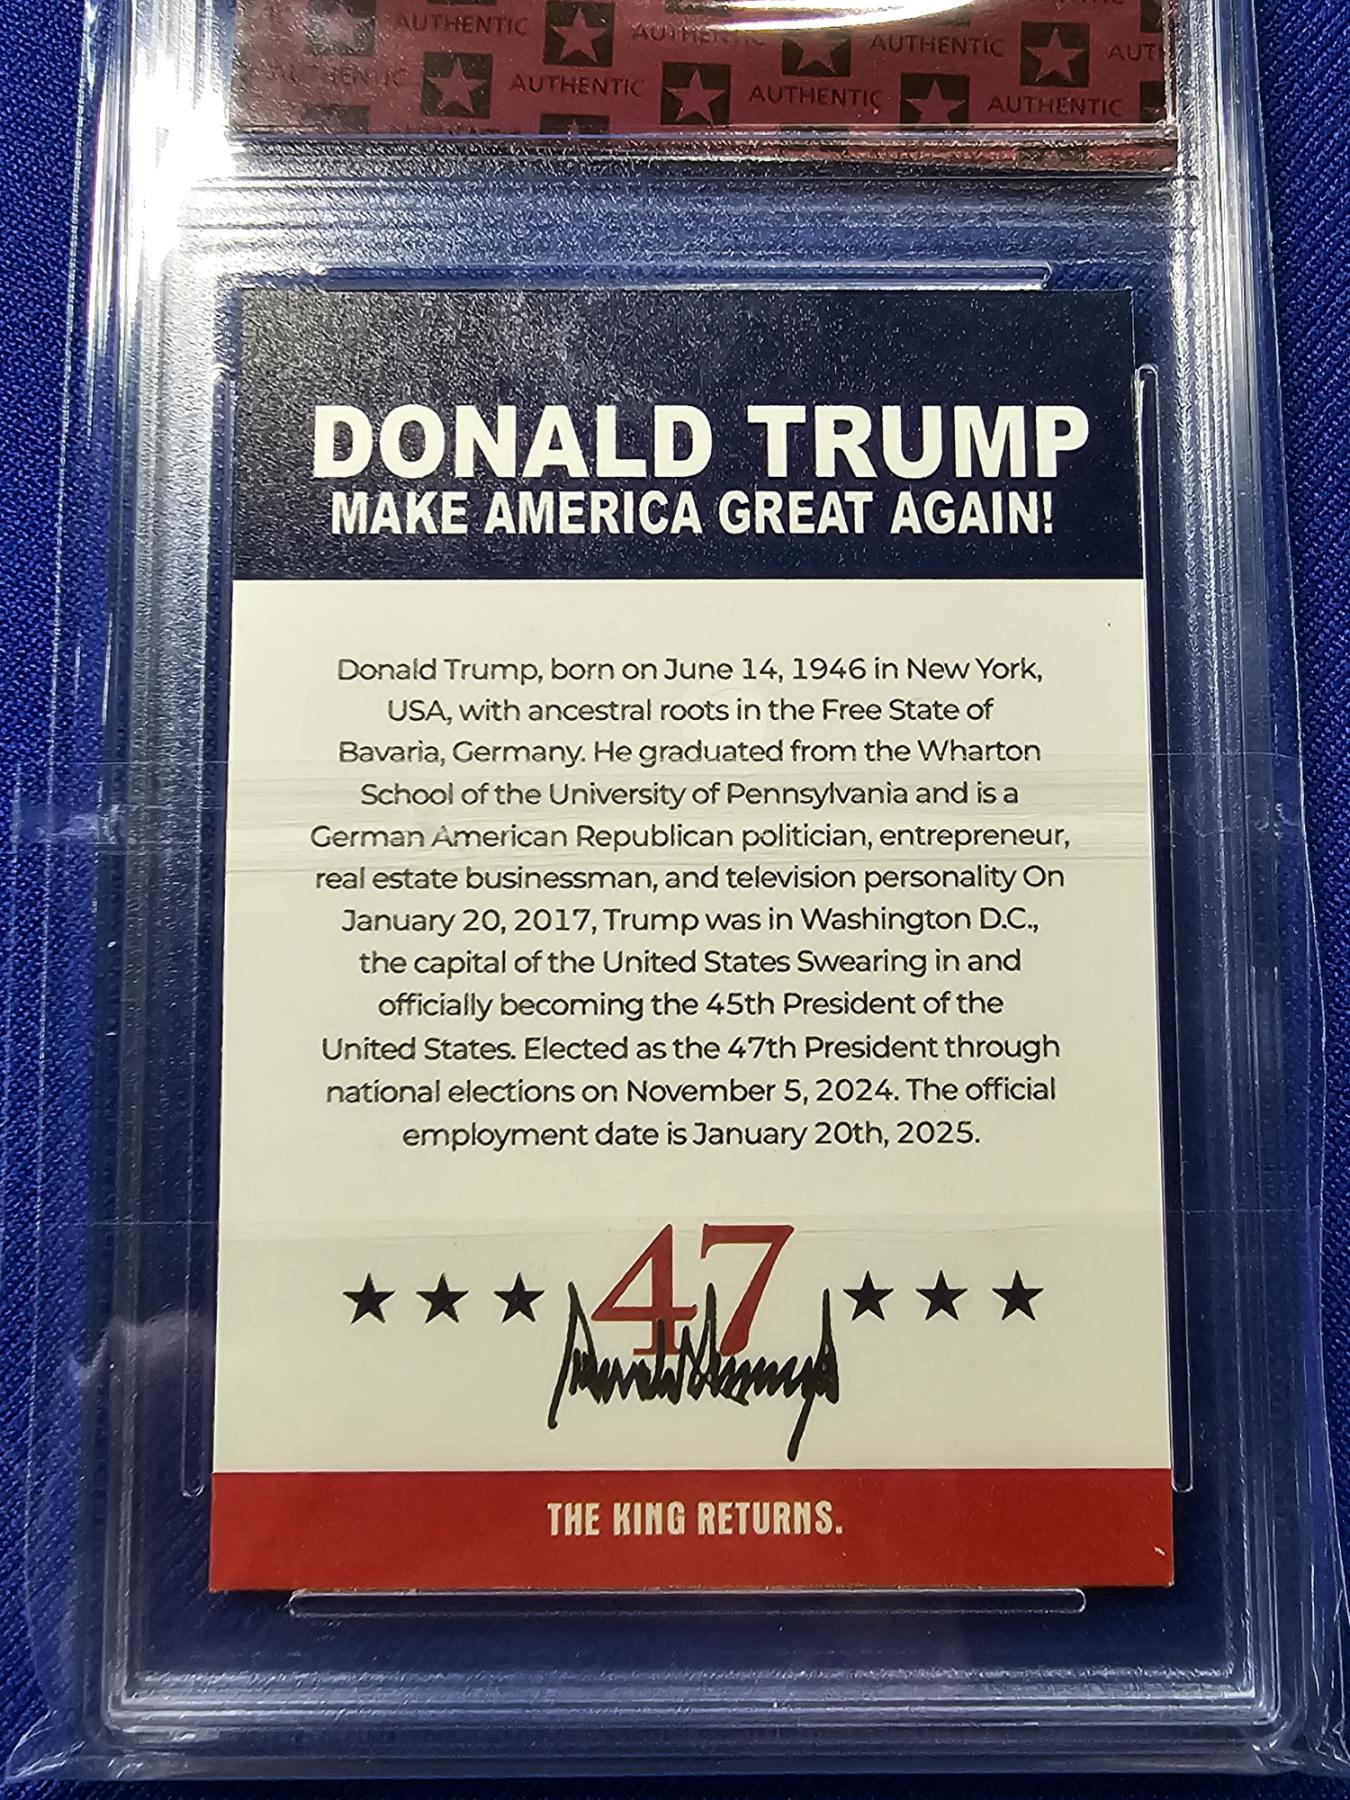 AUTHENTIC AUTHENTIC AUTHENTIC
AUTHENTIC AUTHENTIC AUTHENTIC AUTHENTIC
DONALD TRUMP
MAKE AMERICA GREAT AGAIN!
Donald Trump, born on June 14, 1946 in New York,
USA, with ancestral roots in the Free State of
Bavaria, Germany. He graduated from the Wharton
School of the University of Pennsylvania and is a
German American Republican politician, entrepreneur,
real estate businessman, and television personality On
January 20, 2017, Trump was in Washington D.C.,
the capital of the United States Swearing in and
officially becoming the 45th President of the
United States. Elected as the 47th President through
national elections on November 5, 2024. The official
employment date is January 20th, 2025.
47
THE KING RETURNS.